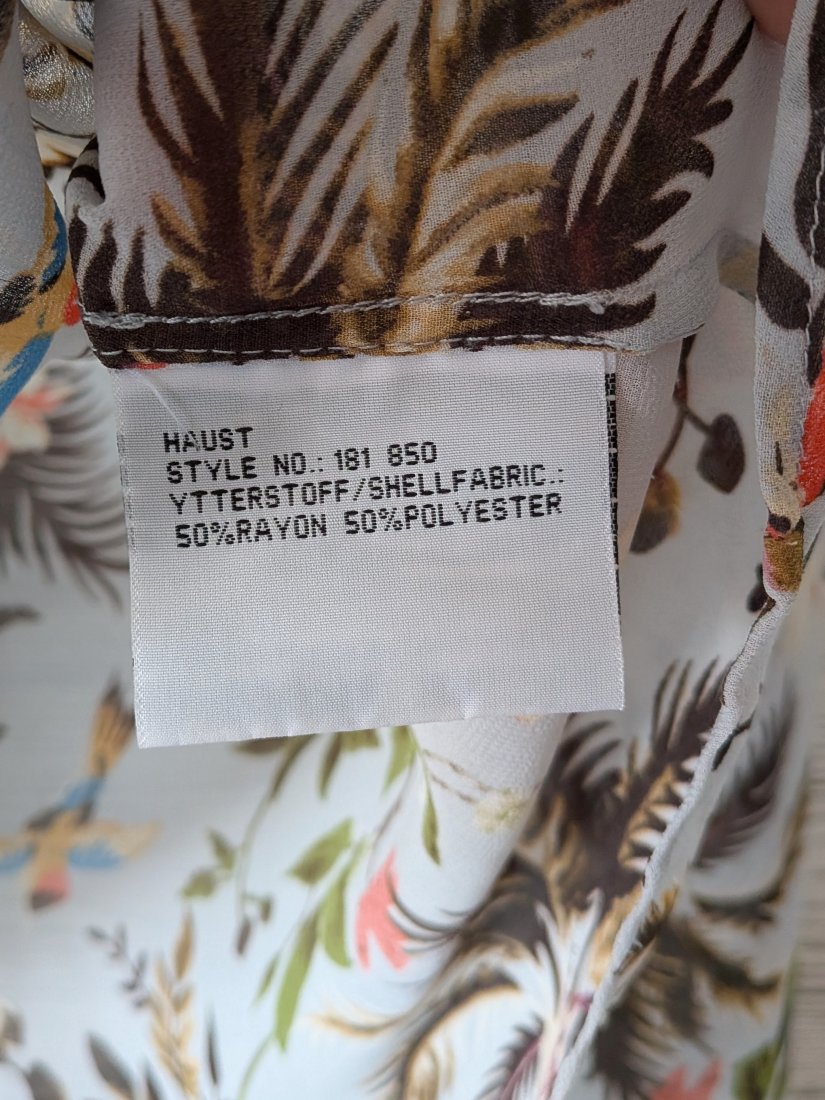 HAUST
STYLE NO.: 181 850
YTTERSTOFF/SHELLFABRIC.:
50%RAYON 50%POLYESTER